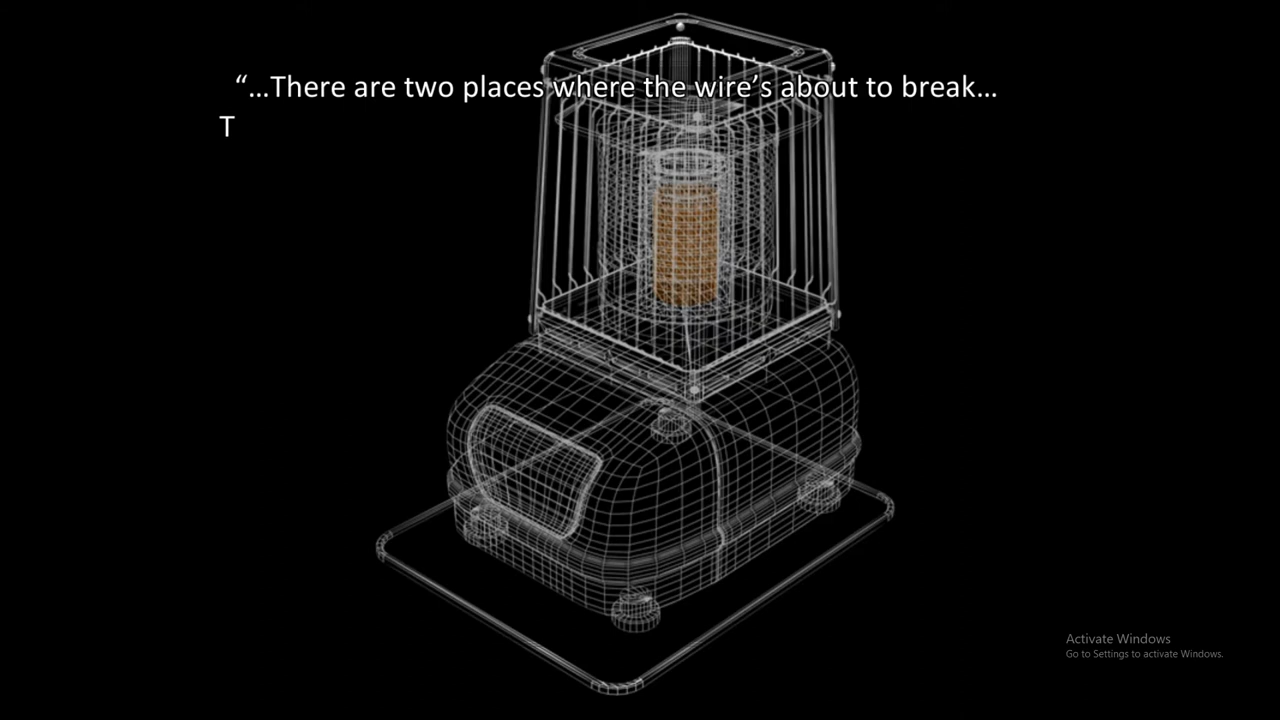 “...There are two places where the wire’s about to break...
T
Activate Windows
Go to Settings to activate Windows.